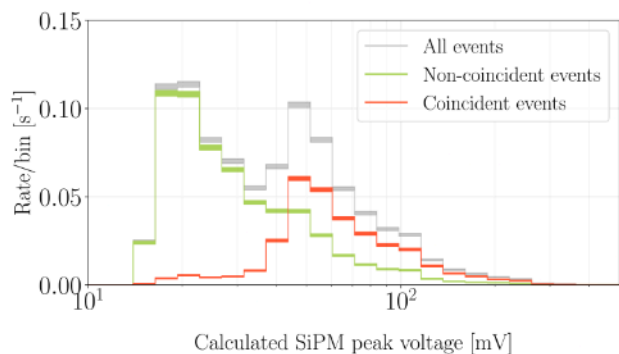 0.15
0.10
0.05
0.00
Rate/bin [s⁻¹]
All events
Non-coincident events
Coincident events
10¹
10²
Calculated SiPM peak voltage [mV]